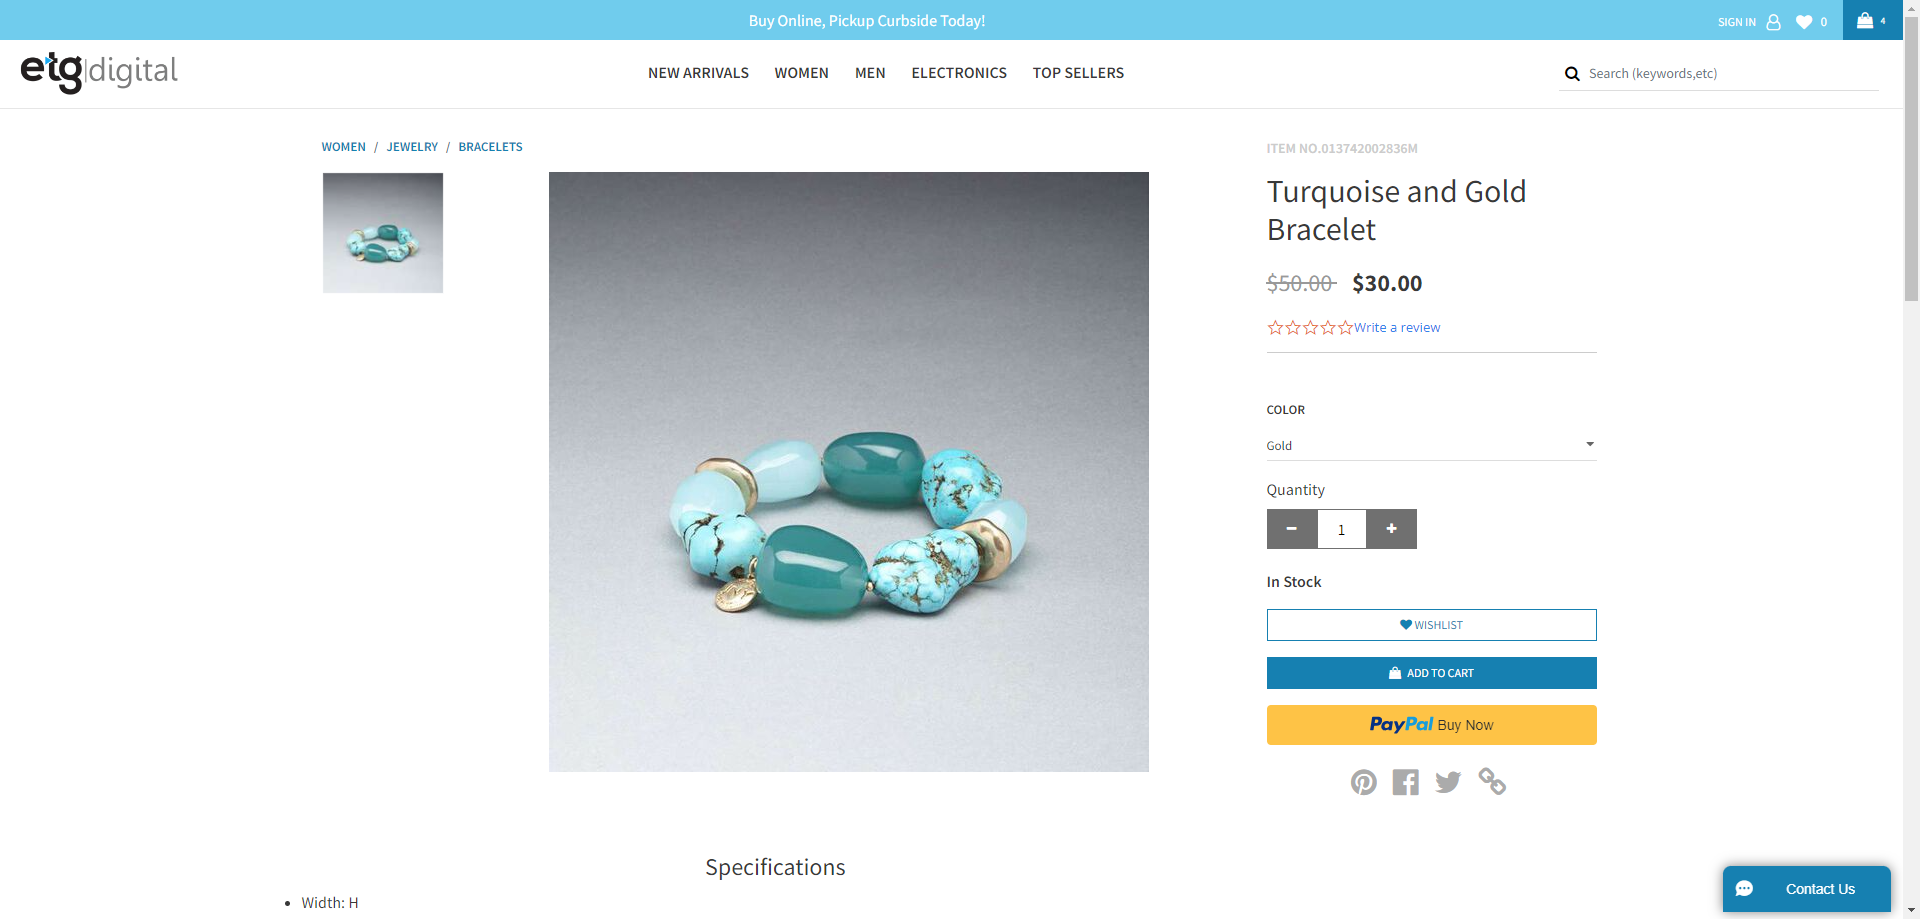 Buy Online, Pickup Curbside Today!
SIGN IN
0
4
etg|digital
NEW ARRIVALS
WOMEN
MEN
ELECTRONICS
TOP SELLERS
Search (keywords,etc)
WOMEN / JEWELRY / BRACELETS
ITEM NO.013742002836M
Turquoise and Gold
Bracelet
$50.00 $30.00
Write a review
COLOR
Gold
Quantity
− 1 +
In Stock
WISHLIST
ADD TO CART
PayPal Buy Now
Specifications
• Width: H
Contact Us